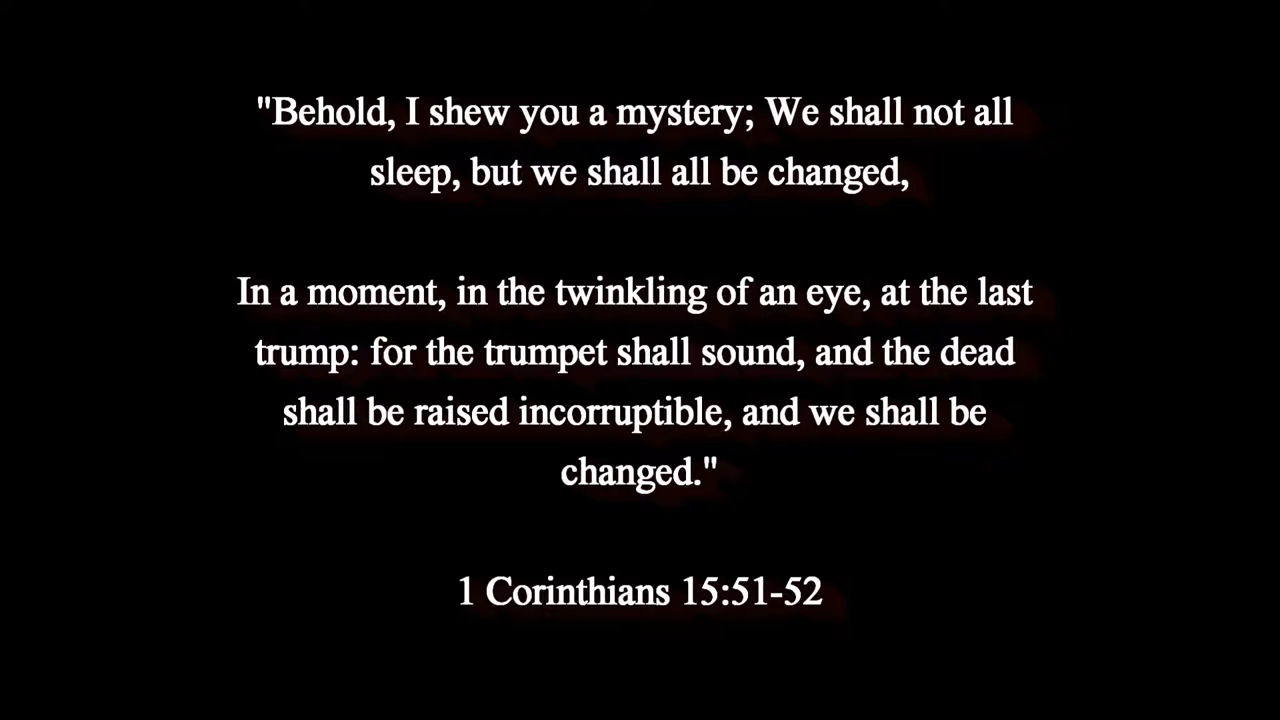 "Behold, I shew you a mystery; We shall not all
sleep, but we shall all be changed,
In a moment, in the twinkling of an eye, at the last
trump: for the trumpet shall sound, and the dead
shall be raised incorruptible, and we shall be
changed."
1 Corinthians 15:51-52